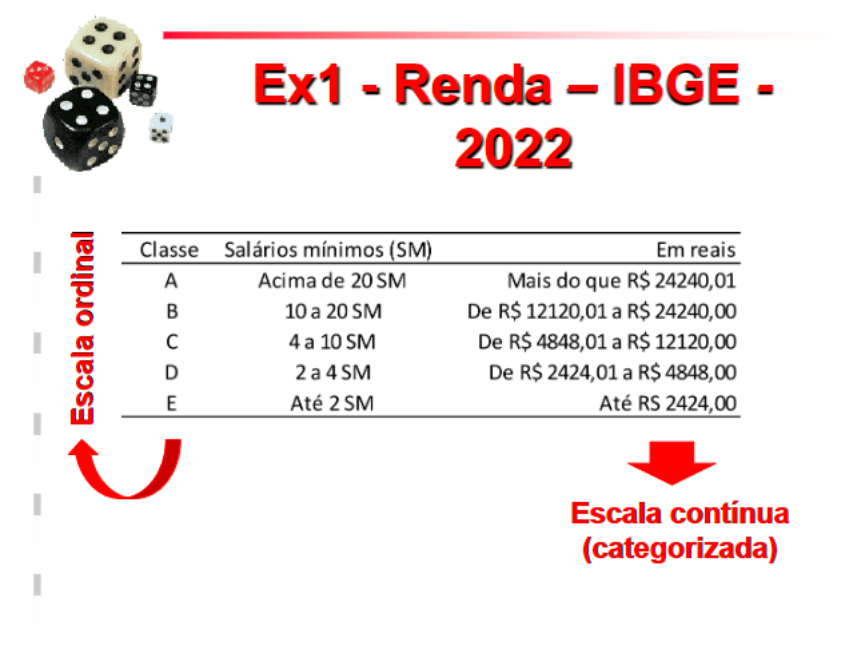 Ex1 - Renda – IBGE -
2022
Escala ordinal
Classe Salários mínimos (SM) Em reais
A Acima de 20 SM Mais do que R$ 24240,01
B 10 a 20 SM De R$ 12120,01 a R$ 24240,00
C 4 a 10 SM De R$ 4848,01 a R$ 12120,00
D 2 a 4 SM De R$ 2424,01 a R$ 4848,00
E Até 2 SM Até RS 2424,00
Escala contínua
(categorizada)